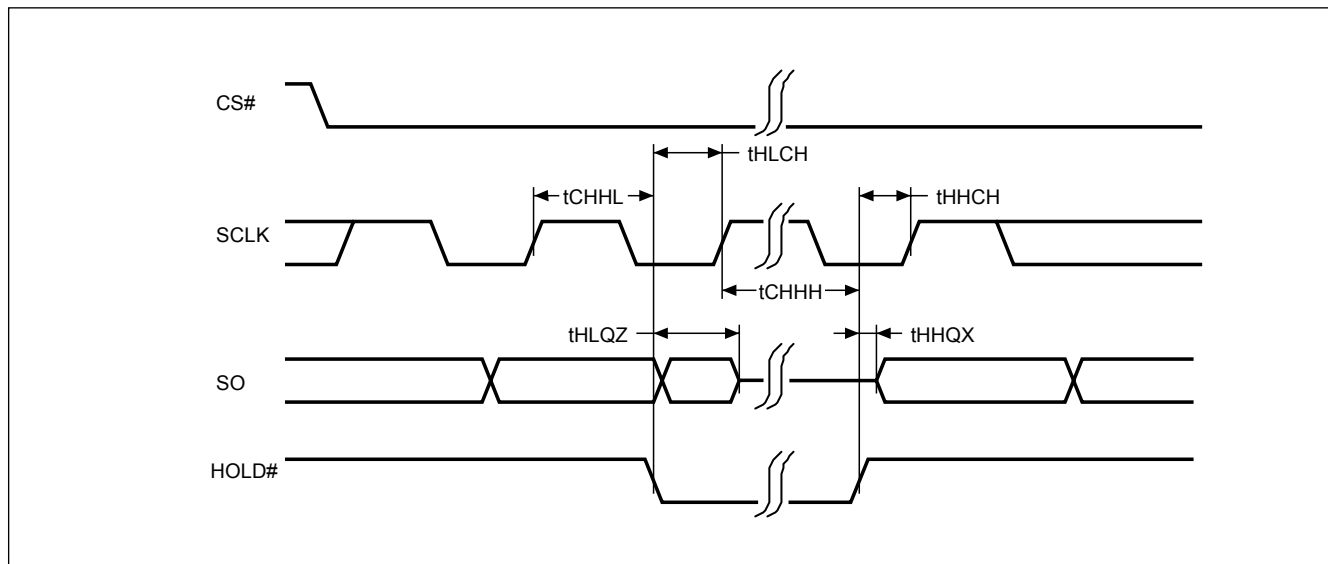 CS#
tHLCH
tCHHL
tHHCH
SCLK
tCHHH
tHLQZ
tHHQX
SO
HOLD#